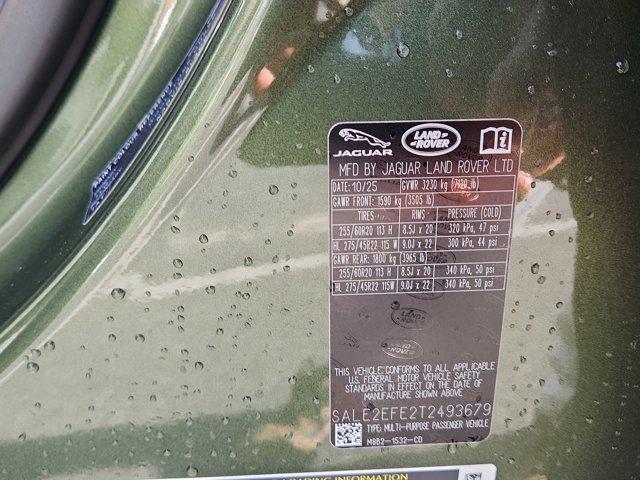 PAINT COLOUR REFERENCE
JAGUAR
LAND-
-ROVER
MFD BY JAGUAR LAND ROVER LTD
DATE: 10/25 GVWR 3230 kg (7120 lb)
GAWR FRONT: 1590 kg (3505 lb)
TIRES RIMS PRESSURE (COLD)
255/60R20 113 H 8.5J x 20 320 kPa, 47 psi
HL 275/45R22 115 W 9.0J x 22 300 kPa, 44 psi
GAWR REAR: 1800 kg (3965 lb)
255/60R20 113 H 8.5J x 20 340 kPa, 50 psi
HL 275/45R22 115W 9.0J x 22 340 kPa, 50 psi
THIS VEHICLE CONFORMS TO ALL APPLICABLE
U.S. FEDERAL MOTOR VEHICLE SAFETY
STANDARDS IN EFFECT ON THE DATE OF
MANUFACTURE SHOWN ABOVE
SALE2EFE2T2493679
TYPE: MULTI-PURPOSE PASSENGER VEHICLE
M8B2-1532-CD
LOADING INFORMATION